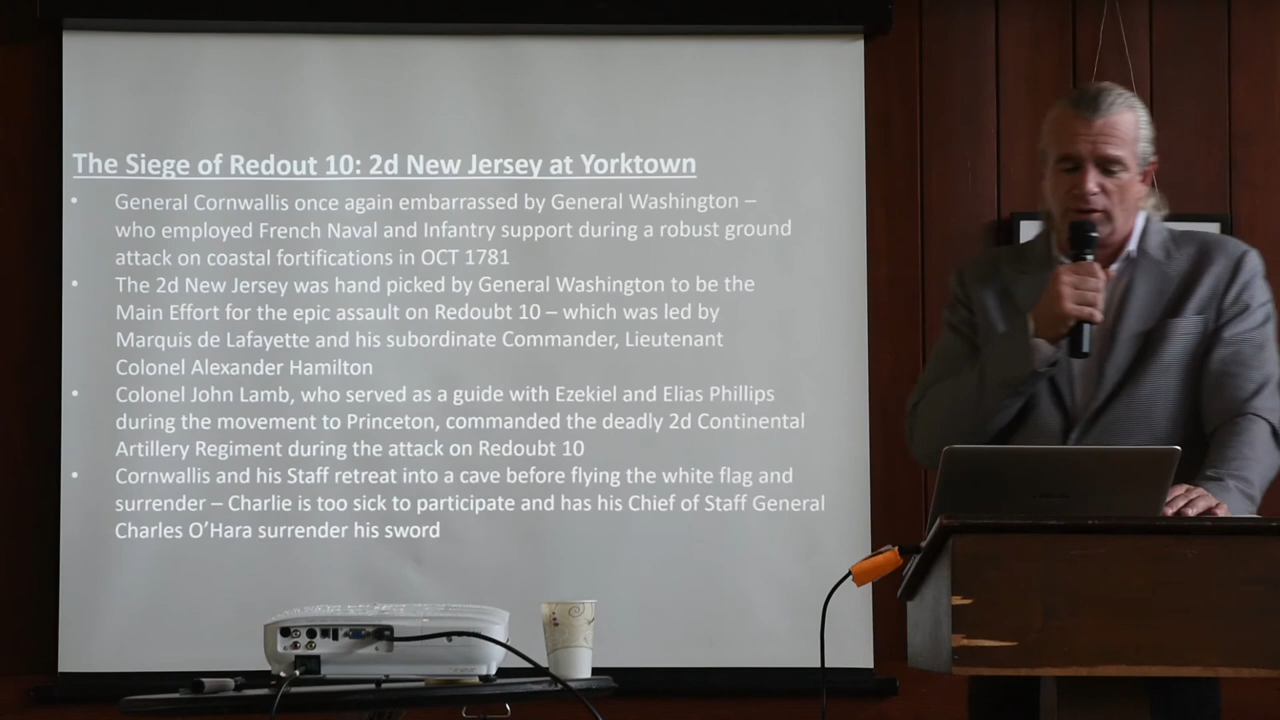 The Siege of Redout 10: 2d New Jersey at Yorktown
• General Cornwallis once again embarrassed by General Washington –
who employed French Naval and Infantry support during a robust ground
attack on coastal fortifications in OCT 1781
• The 2d New Jersey was hand picked by General Washington to be the
Main Effort for the epic assault on Redoubt 10 – which was led by
Marquis de Lafayette and his subordinate Commander, Lieutenant
Colonel Alexander Hamilton
• Colonel John Lamb, who served as a guide with Ezekiel and Elias Phillips
during the movement to Princeton, commanded the deadly 2d Continental
Artillery Regiment during the attack on Redoubt 10
• Cornwallis and his Staff retreat into a cave before flying the white flag and
surrender – Charlie is too sick to participate and has his Chief of Staff General
Charles O’Hara surrender his sword